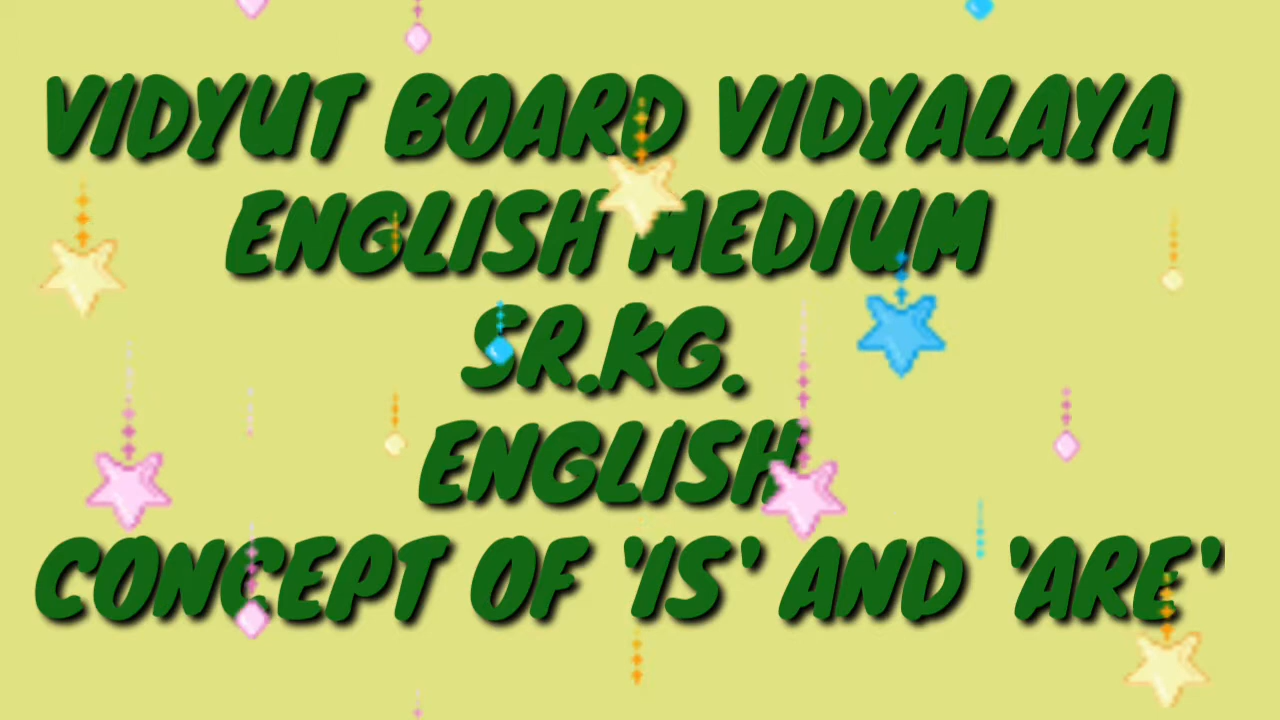 VIDYUT BOARD VIDYALAYA
ENGLISH MEDIUM
SR.KG.
ENGLISH
CONCEPT OF 'IS' AND 'ARE'